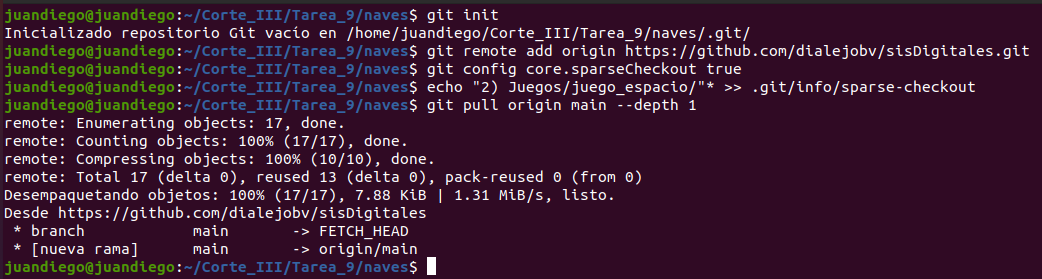 juandiego@juandiego:~/Corte_III/Tarea_9/naves$ git init
Inicializado repositorio Git vacío en /home/juandiego/Corte_III/Tarea_9/naves/.git/
juandiego@juandiego:~/Corte_III/Tarea_9/naves$ git remote add origin https://github.com/dialejobv/sisDigitales.git
juandiego@juandiego:~/Corte_III/Tarea_9/naves$ git config core.sparseCheckout true
juandiego@juandiego:~/Corte_III/Tarea_9/naves$ echo "2) Juegos/juego_espacio/"* >> .git/info/sparse-checkout
juandiego@juandiego:~/Corte_III/Tarea_9/naves$ git pull origin main --depth 1
remote: Enumerating objects: 17, done.
remote: Counting objects: 100% (17/17), done.
remote: Compressing objects: 100% (10/10), done.
remote: Total 17 (delta 0), reused 13 (delta 0), pack-reused 0 (from 0)
Desempaquetando objetos: 100% (17/17), 7.88 KiB | 1.31 MiB/s, listo.
Desde https://github.com/dialejobv/sisDigitales
 * branch            main       -> FETCH_HEAD
 * [nueva rama]      main       -> origin/main
juandiego@juandiego:~/Corte_III/Tarea_9/naves$